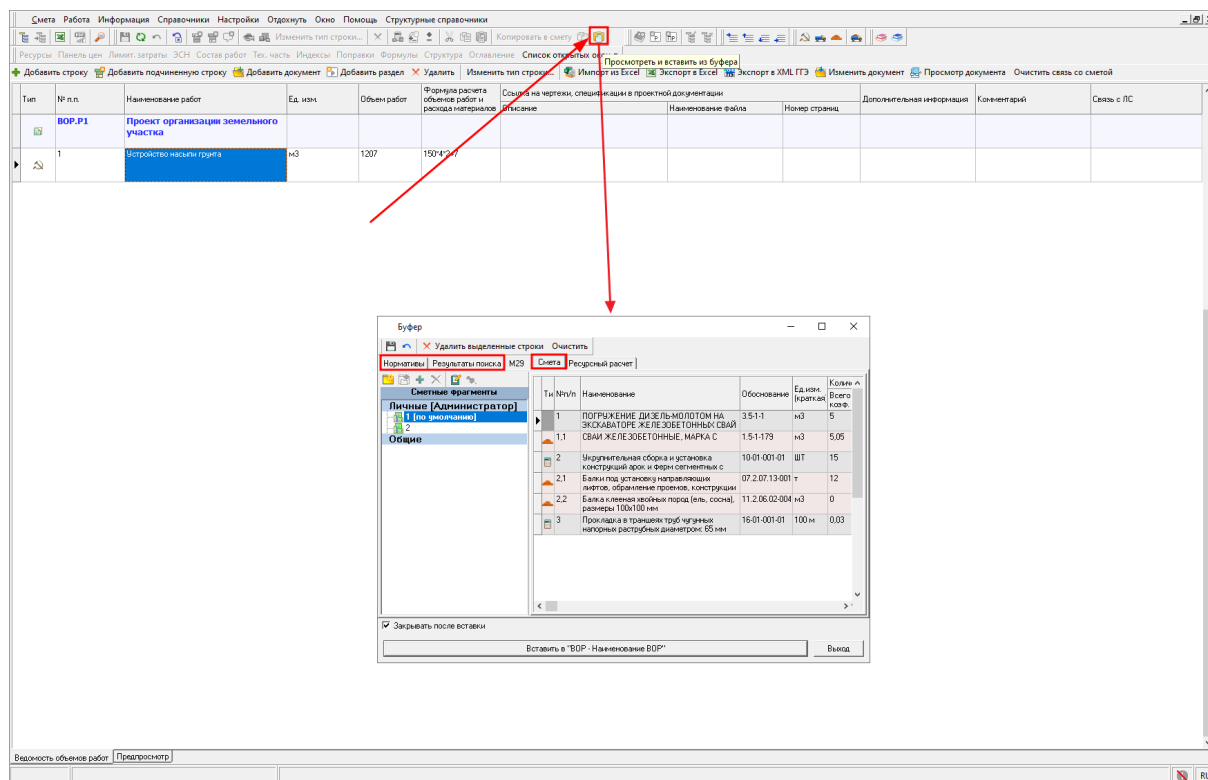 Смета Работа Информация Справочники Настройки Отдохнуть Окно Помощь Структурные справочники
Изменить тип строки... Копировать в смету
Ресурсы Панель цен Лимит. затраты ЭСН Состав работ Тех. часть Индексы Поправки Формулы Структура Оглавление Список открытых
Просмотреть и вставить из буфера
Добавить строку Добавить подчиненную строку Добавить документ Добавить раздел Удалить Изменить тип строки... Импорт из Excel Экспорт в Excel Экспорт в XML ГГЭ Изменить документ Просмотр документа Очистить связь со сметой
Тип № п.п. Наименование работ Ед. изм. Объем работ Формула расчета объемов работ и расхода материалов Ссылка на чертежи, спецификации в проектной документации Дополнительная информация Комментарий Связь с ЛС
Описание Наименование файла Номер страниц
ВОР.Р1 Проект организации земельного
участка
1 Устройство насыпи грунта м3 1207 150*4*2+7
Буфер
Удалить выделенные строки Очистить
Нормативы Результаты поиска М29 Смета Ресурсный расчет
Сметные фрагменты
Личные [Администратор]
1 [по умолчанию]
2
Общие
Ти №п/п Наименование Обоснование Ед.изм. (краткая Колич Всего коэф.
1 ПОГРУЖЕНИЕ ДИЗЕЛЬ-МОЛОТОМ НА 3.5-1-1 м3 5
ЭКСКАВАТОРЕ ЖЕЛЕЗОБЕТОННЫХ СВАЙ
1,1 СВАИ ЖЕЛЕЗОБЕТОННЫЕ, МАРКА С 1.5-1-179 м3 5,05
2 Укрупнительная сборка и установка 10-01-001-01 ШТ 15
конструкций арок и ферм сегментных с
2,1 Балки под установку направляющих 07.2.07.13-001 т 12
лифтов, обрамление проемов, конструкции
2,2 Балка клееная хвойных пород (ель, сосна), 11.2.06.02-004 м3 0
размеры 100х100 мм
3 Прокладка в траншеях труб чугунных 16-01-001-01 100 м 0,03
напорных раструбных диаметром: 65 мм
Закрывать после вставки
Вставить в "ВОР - Наименование ВОР" Выход
Ведомость объемов работ Предпросмотр
RU